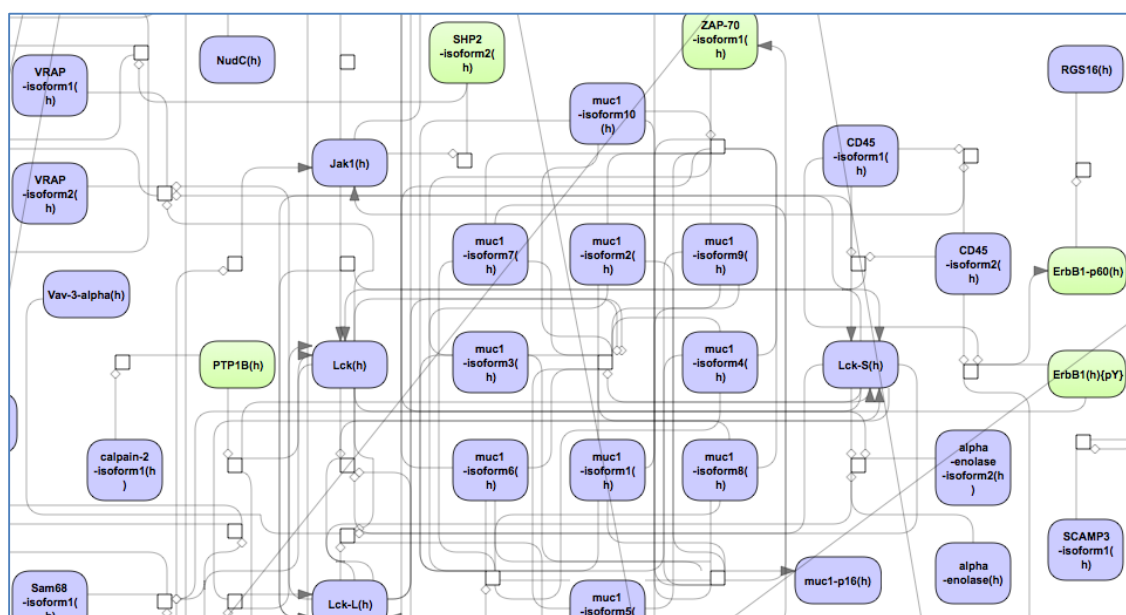 VRAP
-isoform1(
h)
NudC(h)
SHP2
-isoform2(
h)
ZAP-70
-isoform1(
h)
RGS16(h)
muc1
-isoform10
(h)
Jak1(h)
CD45
-isoform1(
h)
VRAP
-isoform2(
h)
muc1
-isoform7(
h)
muc1
-isoform2(
h)
muc1
-isoform9(
h)
CD45
-isoform2(
h)
ErbB1-p60(h)
Vav-3-alpha(h)
PTP1B(h)
Lck(h)
muc1
-isoform3(
h)
muc1
-isoform4(
h)
Lck-S(h)
ErbB1(h){pY}
calpain-2
-isoform1(h
)
muc1
-isoform6(
h)
muc1
-isoform1(
h)
muc1
-isoform8(
h)
alpha
-enolase
-isoform2(h
)
SCAMP3
-isoform1(
h)
Sam68
-isoform1(
h)
Lck-L(h)
muc1
-isoform5(
h)
muc1-p16(h)
alpha
-enolase(h)